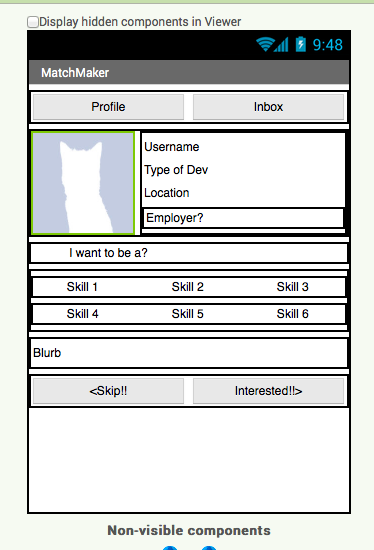 Display hidden components in Viewer
9:48
MatchMaker
Profile Inbox
Username
Type of Dev
Location
Employer?
I want to be a?
Skill 1 Skill 2 Skill 3
Skill 4 Skill 5 Skill 6
Blurb
<Skip!! Interested!!>
Non-visible components